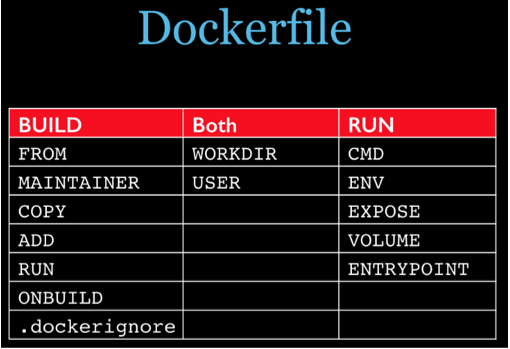 Dockerfile
BUILD Both RUN
FROM WORKDIR CMD
MAINTAINER USER ENV
COPY EXPOSE
ADD VOLUME
RUN ENTRYPOINT
ONBUILD
.dockerignore